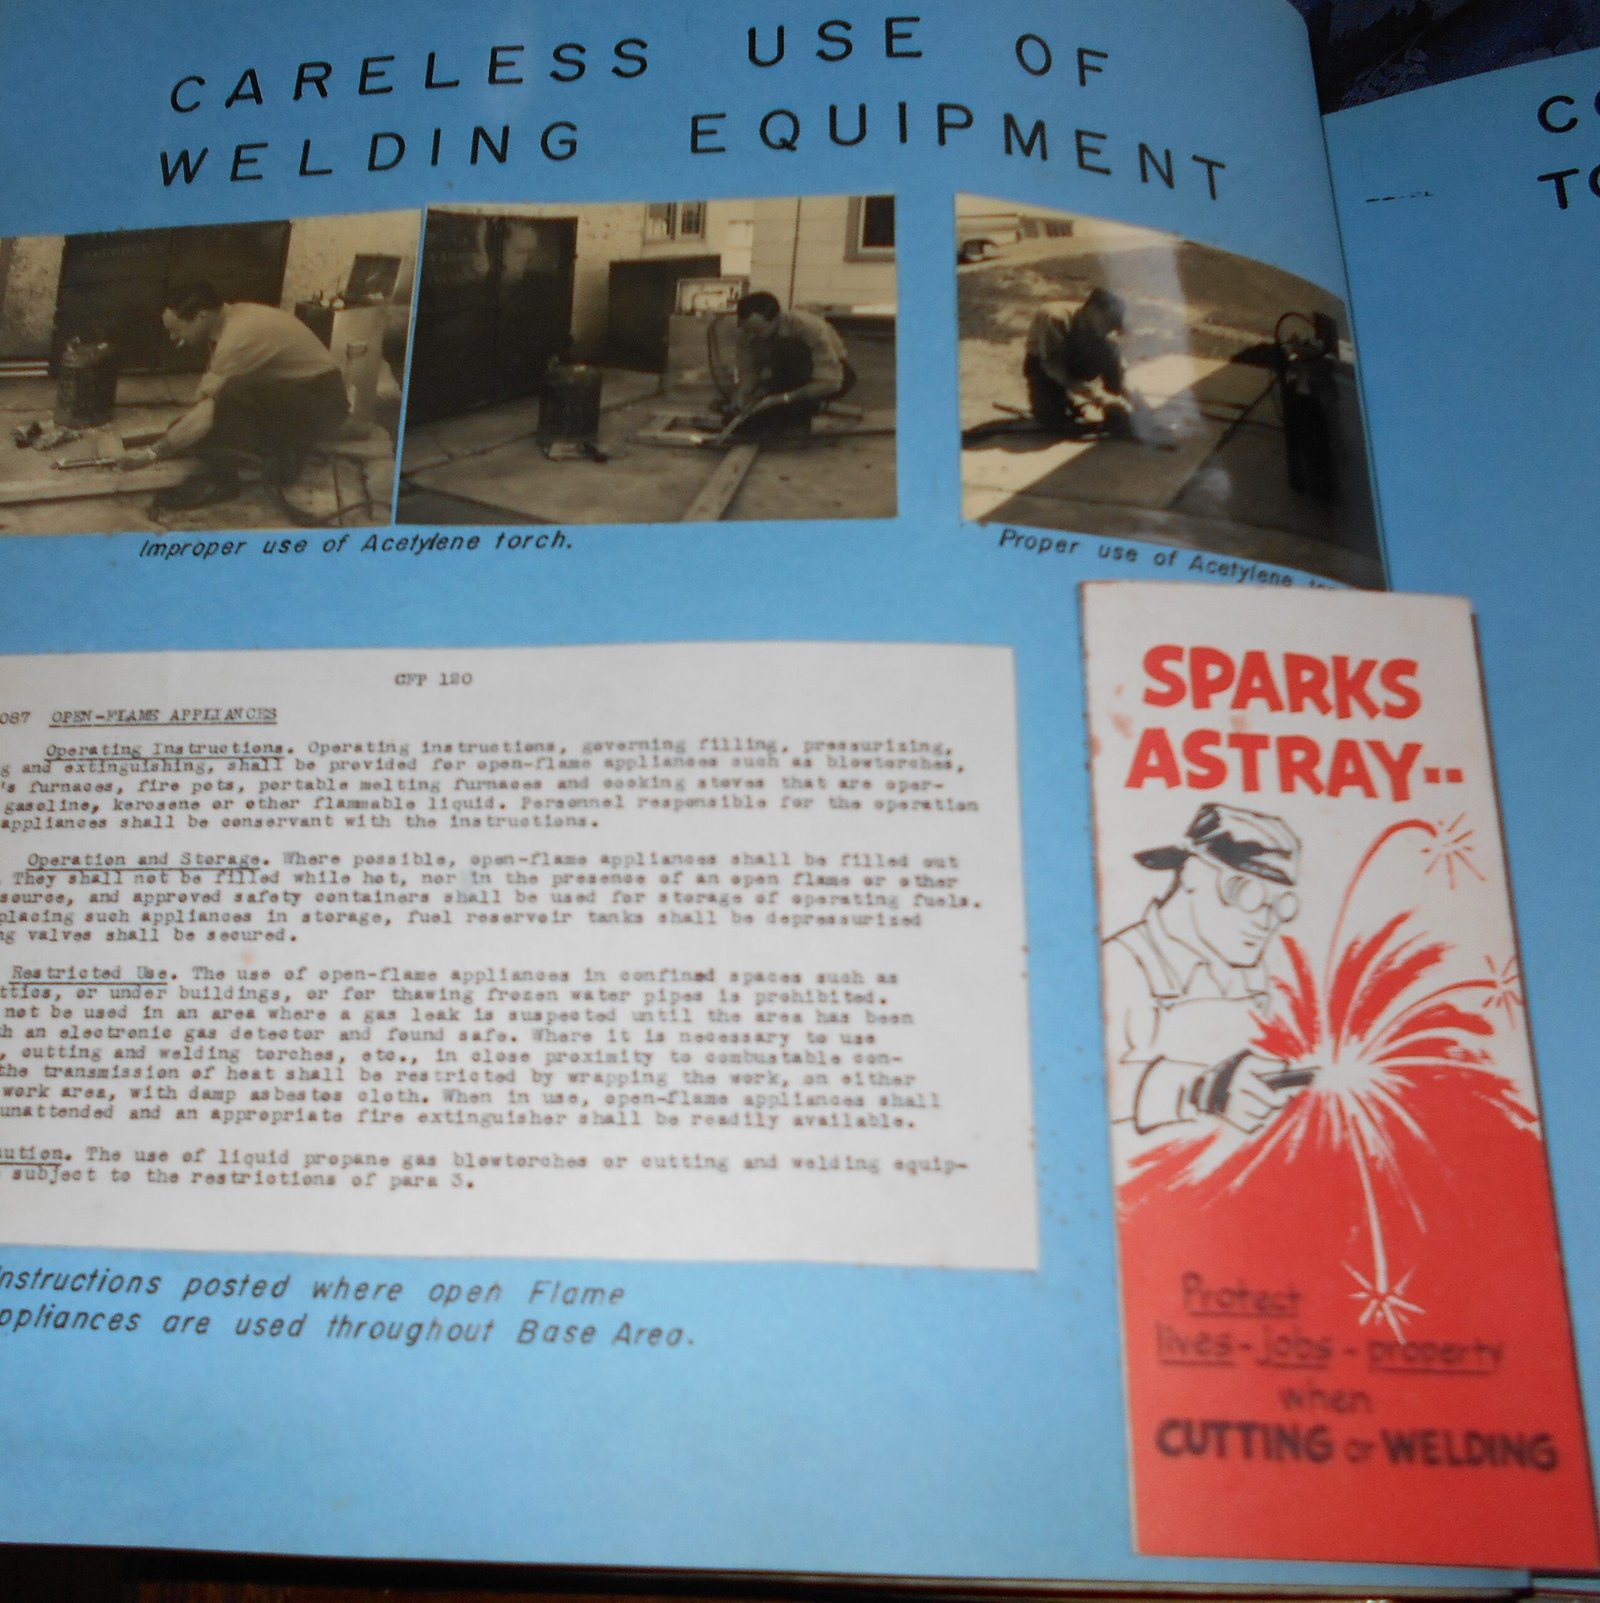 CARELESS USE OF
WELDING EQUIPMENT
Improper use of Acetylene torch.
Proper use of Acetylene
CFP 120
087 OPEN-FLAME APPLIANCES
Operating Instructions. Operating instructions, governing filling, pressurizing,
g and extinguishing, shall be provided for open-flame appliances such as blowtorches,
's furnaces, fire pots, portable melting furnaces and cooking stoves that are oper-
gasoline, kerosene or other flammable liquid. Personnel responsible for the operation
appliances shall be conservant with the instructions.
Operation and Storage. Where possible, open-flame appliances shall be filled out
. They shall not be filled while hot, nor in the presence of an open flame or other
source, and approved safety containers shall be used for storage of operating fuels.
placing such appliances in storage, fuel reservoir tanks shall be depressurized
ng valves shall be secured.
Restricted Use. The use of open-flame appliances in confined spaces such as
ttics, or under buildings, or for thawing frozen water pipes is prohibited.
not be used in an area where a gas leak is suspected until the area has been
th an electronic gas detector and found safe. Where it is necessary to use
, cutting and welding torches, etc., in close proximity to combustable con-
the transmission of heat shall be restricted by wrapping the work, on either
work area, with damp asbestos cloth. When in use, open-flame appliances shall
unattended and an appropriate fire extinguisher shall be readily available.
ution. The use of liquid propane gas blowtorches or cutting and welding equip-
subject to the restrictions of para 3.
nstructions posted where open Flame
ppliances are used throughout Base Area.
SPARKS
ASTRAY--
Protect
lives-jobs-property
when
CUTTING or WELDING
C
TO